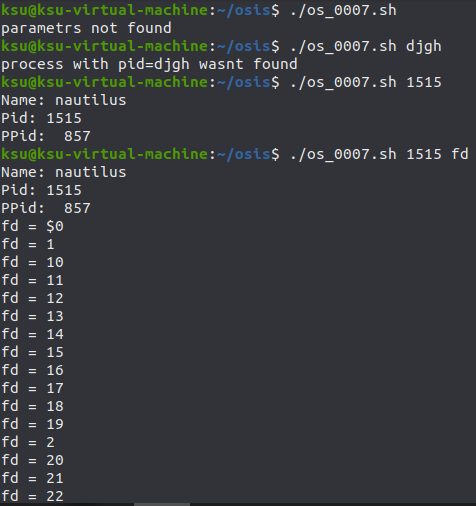 ksu@ksu-virtual-machine:~/osis$ ./os_0007.sh
parametrs not found
ksu@ksu-virtual-machine:~/osis$ ./os_0007.sh djgh
process with pid=djgh wasnt found
ksu@ksu-virtual-machine:~/osis$ ./os_0007.sh 1515
Name: nautilus
Pid: 1515
PPid:  857
ksu@ksu-virtual-machine:~/osis$ ./os_0007.sh 1515 fd
Name: nautilus
Pid: 1515
PPid:  857
fd = $0
fd = 1
fd = 10
fd = 11
fd = 12
fd = 13
fd = 14
fd = 15
fd = 16
fd = 17
fd = 18
fd = 19
fd = 2
fd = 20
fd = 21
fd = 22